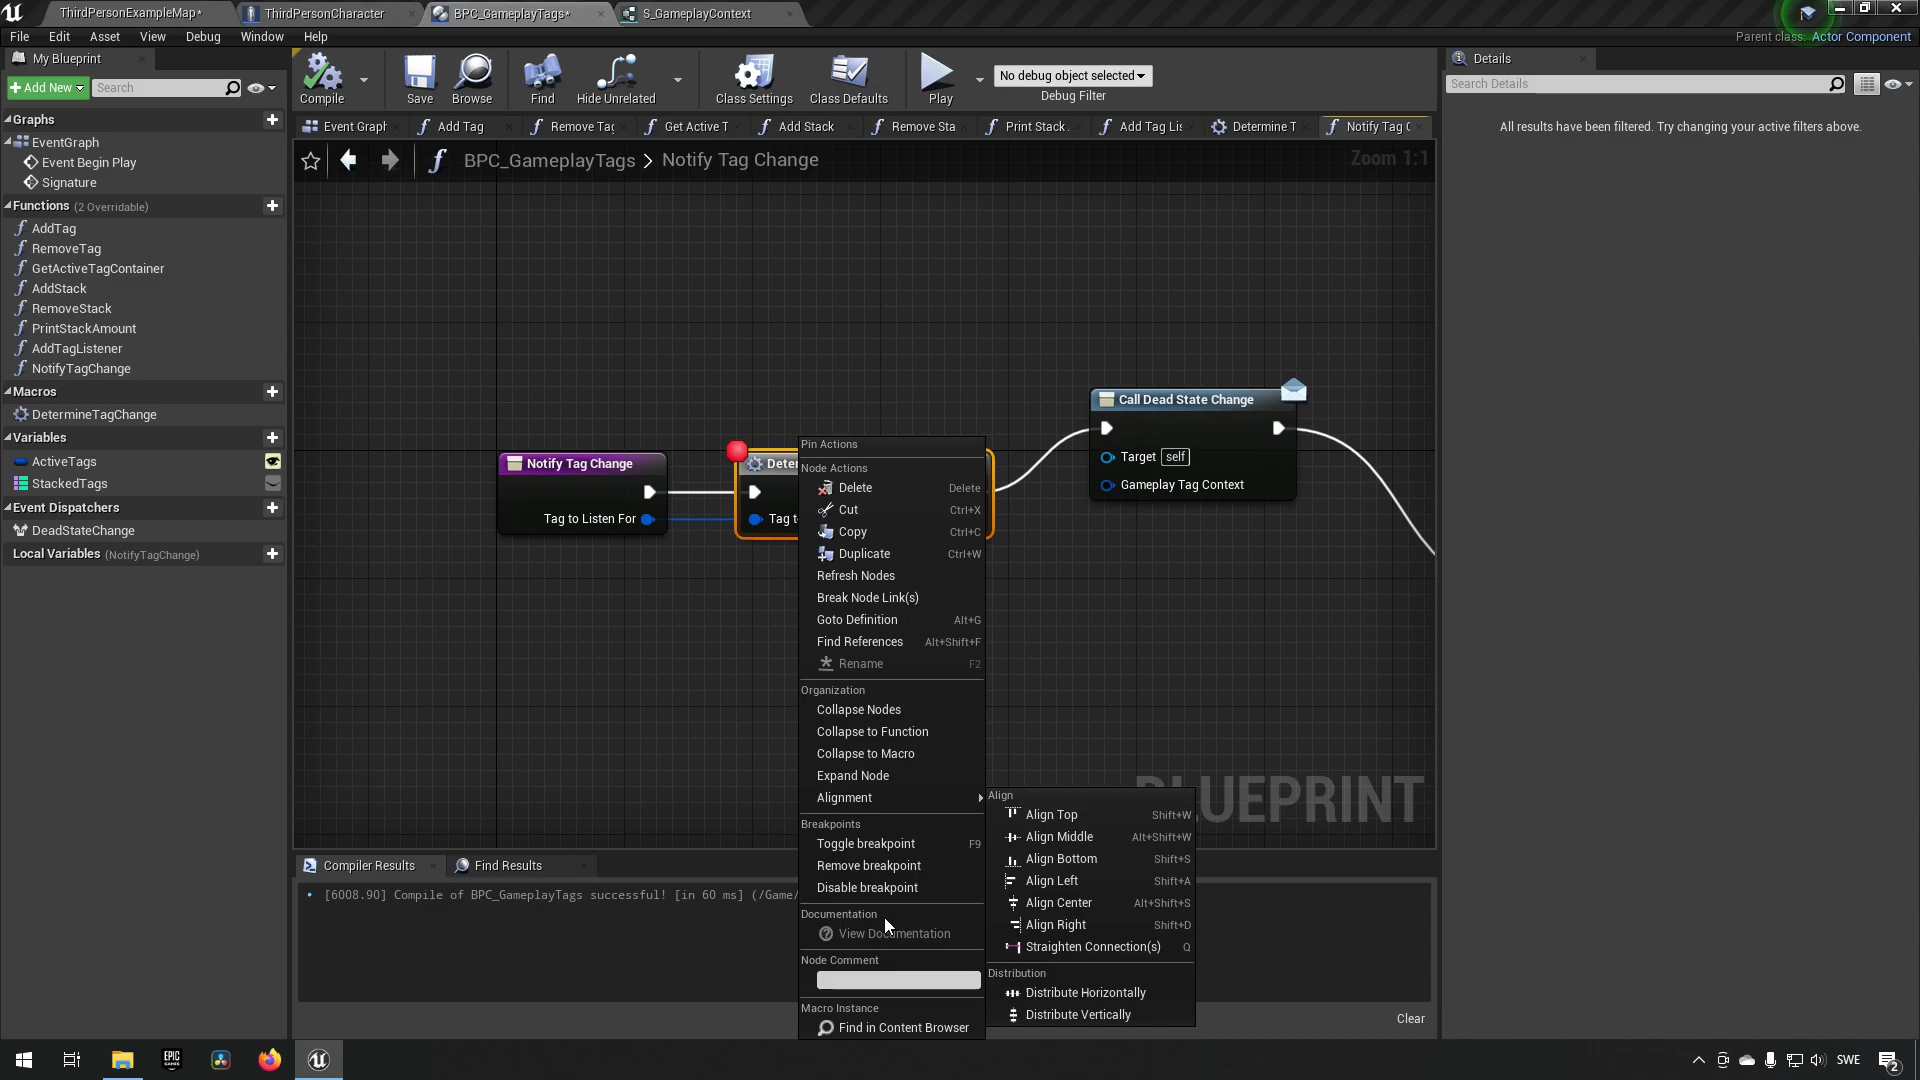 ThirdPersonExampleMap*
ThirdPersonCharacter
BPC_GameplayTags*
S_GameplayContext
File Edit Asset View Debug Window Help
Parent class: Actor Component
My Blueprint
Add New
Search
Compile
Save
Browse
Find
Hide Unrelated
Class Settings
Class Defaults
Play
No debug object selected
Debug Filter
Details
Search Details
All results have been filtered. Try changing your active filters above.
Graphs
EventGraph
Event Begin Play
Signature
Functions (2 Overridable)
AddTag
RemoveTag
GetActiveTagContainer
AddStack
RemoveStack
PrintStackAmount
AddTagListener
NotifyTagChange
Macros
DetermineTagChange
Variables
ActiveTags
StackedTags
Event Dispatchers
DeadStateChange
Local Variables (NotifyTagChange)
Event Graph
Add Tag
Remove Tag
Get Active T
Add Stack
Remove Sta
Print Stack
Add Tag Lis
Determine T
Notify Tag C
BPC_GameplayTags > Notify Tag Change
Zoom 1:1
Notify Tag Change
Tag to Listen For
Deter
Tag t
Call Dead State Change
Target self
Gameplay Tag Context
Pin Actions
Node Actions
Delete Delete
Cut Ctrl+X
Copy Ctrl+C
Duplicate Ctrl+W
Refresh Nodes
Break Node Link(s)
Goto Definition Alt+G
Find References Alt+Shift+F
Rename F2
Organization
Collapse Nodes
Collapse to Function
Collapse to Macro
Expand Node
Alignment
Breakpoints
Toggle breakpoint F9
Remove breakpoint
Disable breakpoint
Documentation
View Documentation
Node Comment
Macro Instance
Find in Content Browser
Align
Align Top Shift+W
Align Middle Alt+Shift+W
Align Bottom Shift+S
Align Left Shift+A
Align Center Alt+Shift+S
Align Right Shift+D
Straighten Connection(s) Q
Distribution
Distribute Horizontally
Distribute Vertically
BLUEPRINT
Compiler Results
Find Results
[6008.90] Compile of BPC_GameplayTags successful! [in 60 ms] (/Game/
Clear
EPIC GAMES
SWE
2